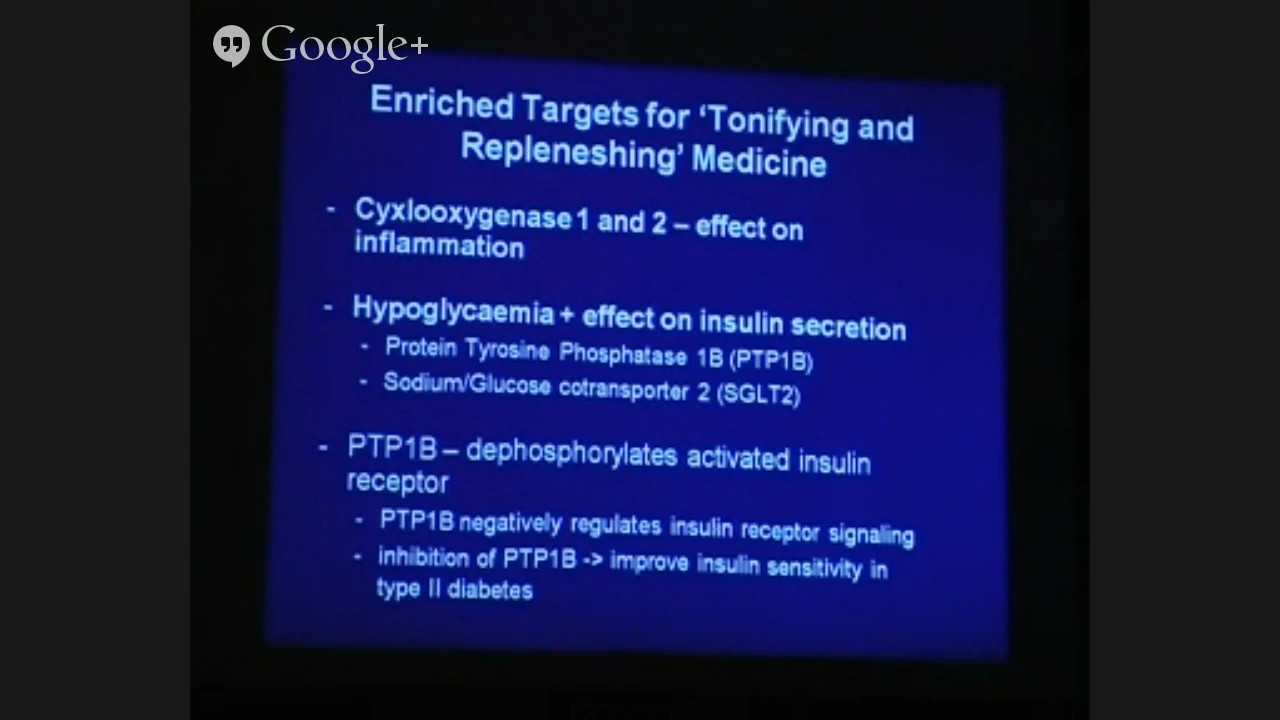 Google+
Enriched Targets for ‘Tonifying and
Repleneshing’ Medicine
- Cyxlooxygenase 1 and 2 – effect on
inflammation
- Hypoglycaemia + effect on insulin secretion
- Protein Tyrosine Phosphatase 1B (PTP1B)
- Sodium/Glucose cotransporter 2 (SGLT2)
- PTP1B – dephosphorylates activated insulin
receptor
- PTP1B negatively regulates insulin receptor signaling
- inhibition of PTP1B -> improve insulin sensitivity in
type II diabetes